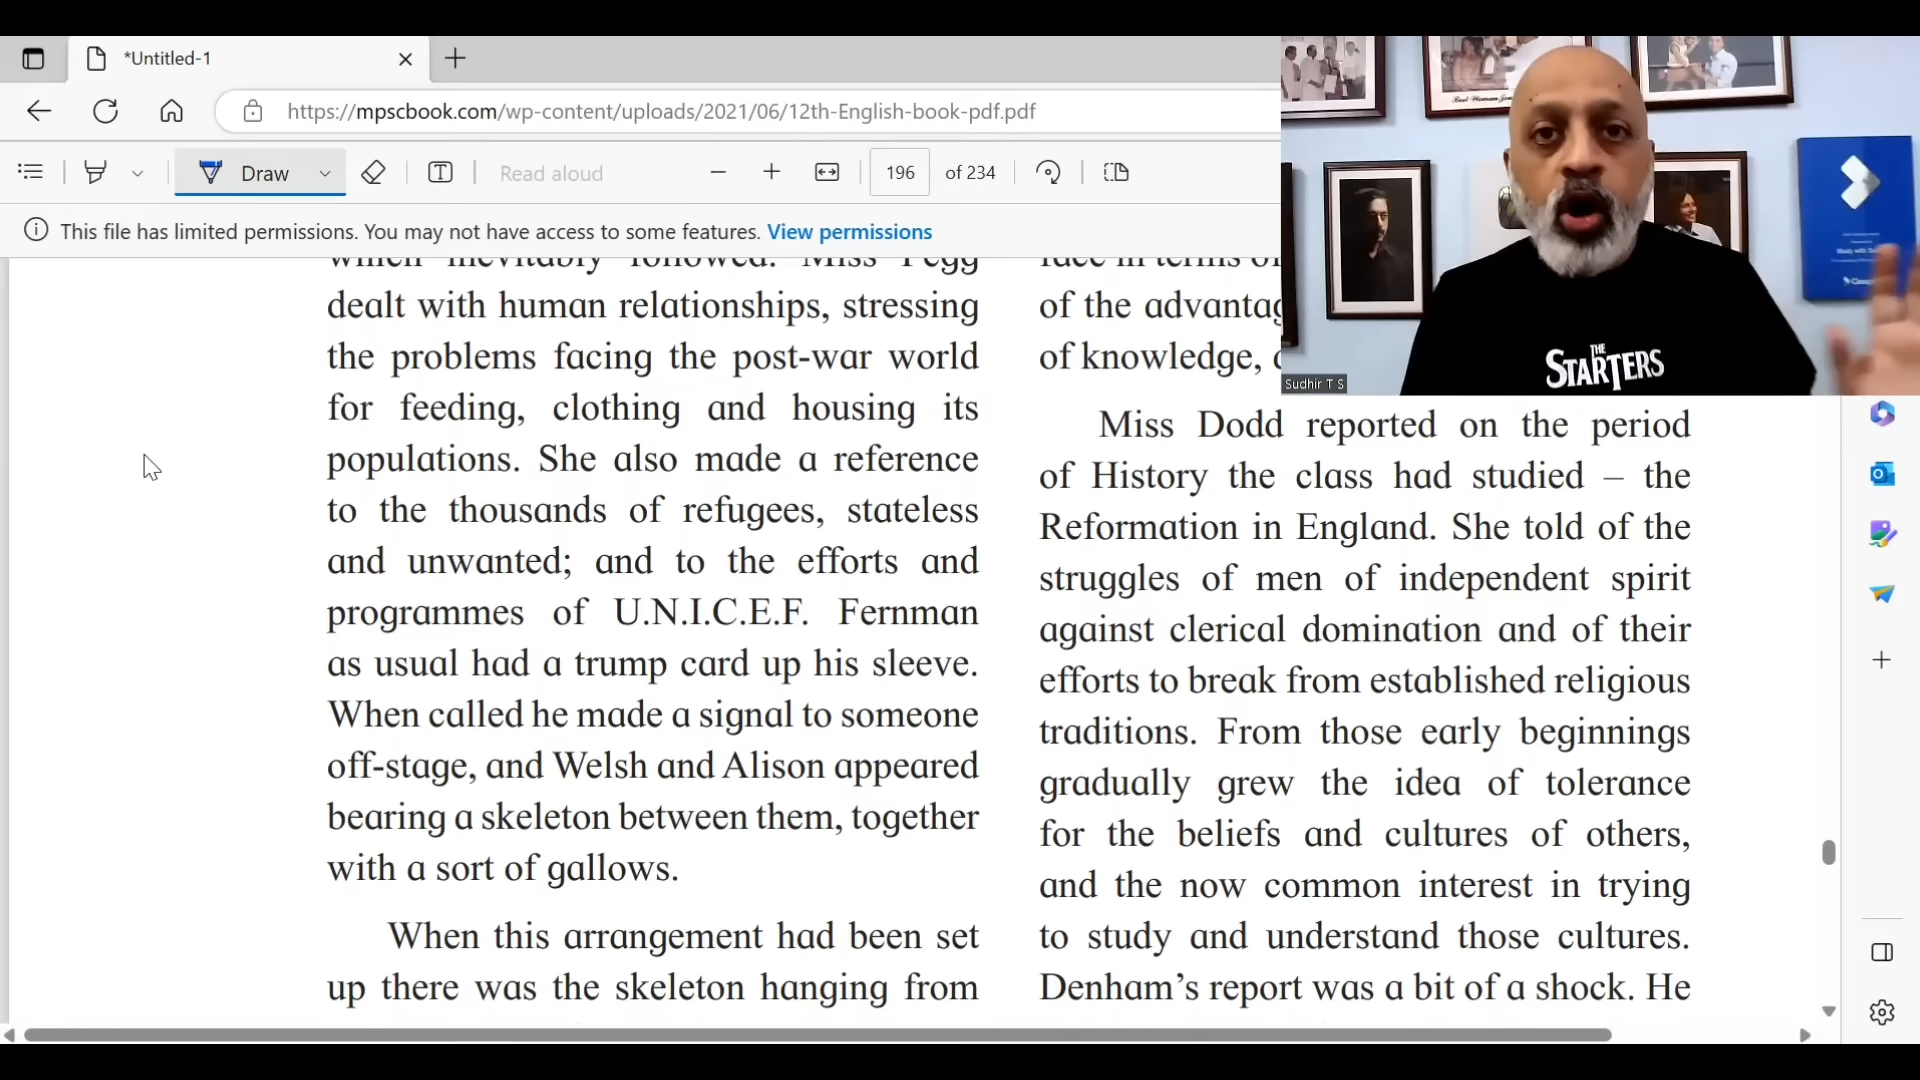 *Untitled-1
https://mpscbook.com/wp-content/uploads/2021/06/12th-English-book-pdf.pdf
Draw
Read aloud
196 of 234
This file has limited permissions. You may not have access to some features. View permissions
which inevitably followed. Miss Pegg
dealt with human relationships, stressing
the problems facing the post-war world
for feeding, clothing and housing its
populations. She also made a reference
to the thousands of refugees, stateless
and unwanted; and to the efforts and
programmes of U.N.I.C.E.F. Fernman
as usual had a trump card up his sleeve.
When called he made a signal to someone
off-stage, and Welsh and Alison appeared
bearing a skeleton between them, together
with a sort of gallows.
When this arrangement had been set
up there was the skeleton hanging from
face in terms of
of the advantag
of knowledge,
Miss Dodd reported on the period
of History the class had studied – the
Reformation in England. She told of the
struggles of men of independent spirit
against clerical domination and of their
efforts to break from established religious
traditions. From those early beginnings
gradually grew the idea of tolerance
for the beliefs and cultures of others,
and the now common interest in trying
to study and understand those cultures.
Denham’s report was a bit of a shock. He
THE
STARTERS
Sudhir T S